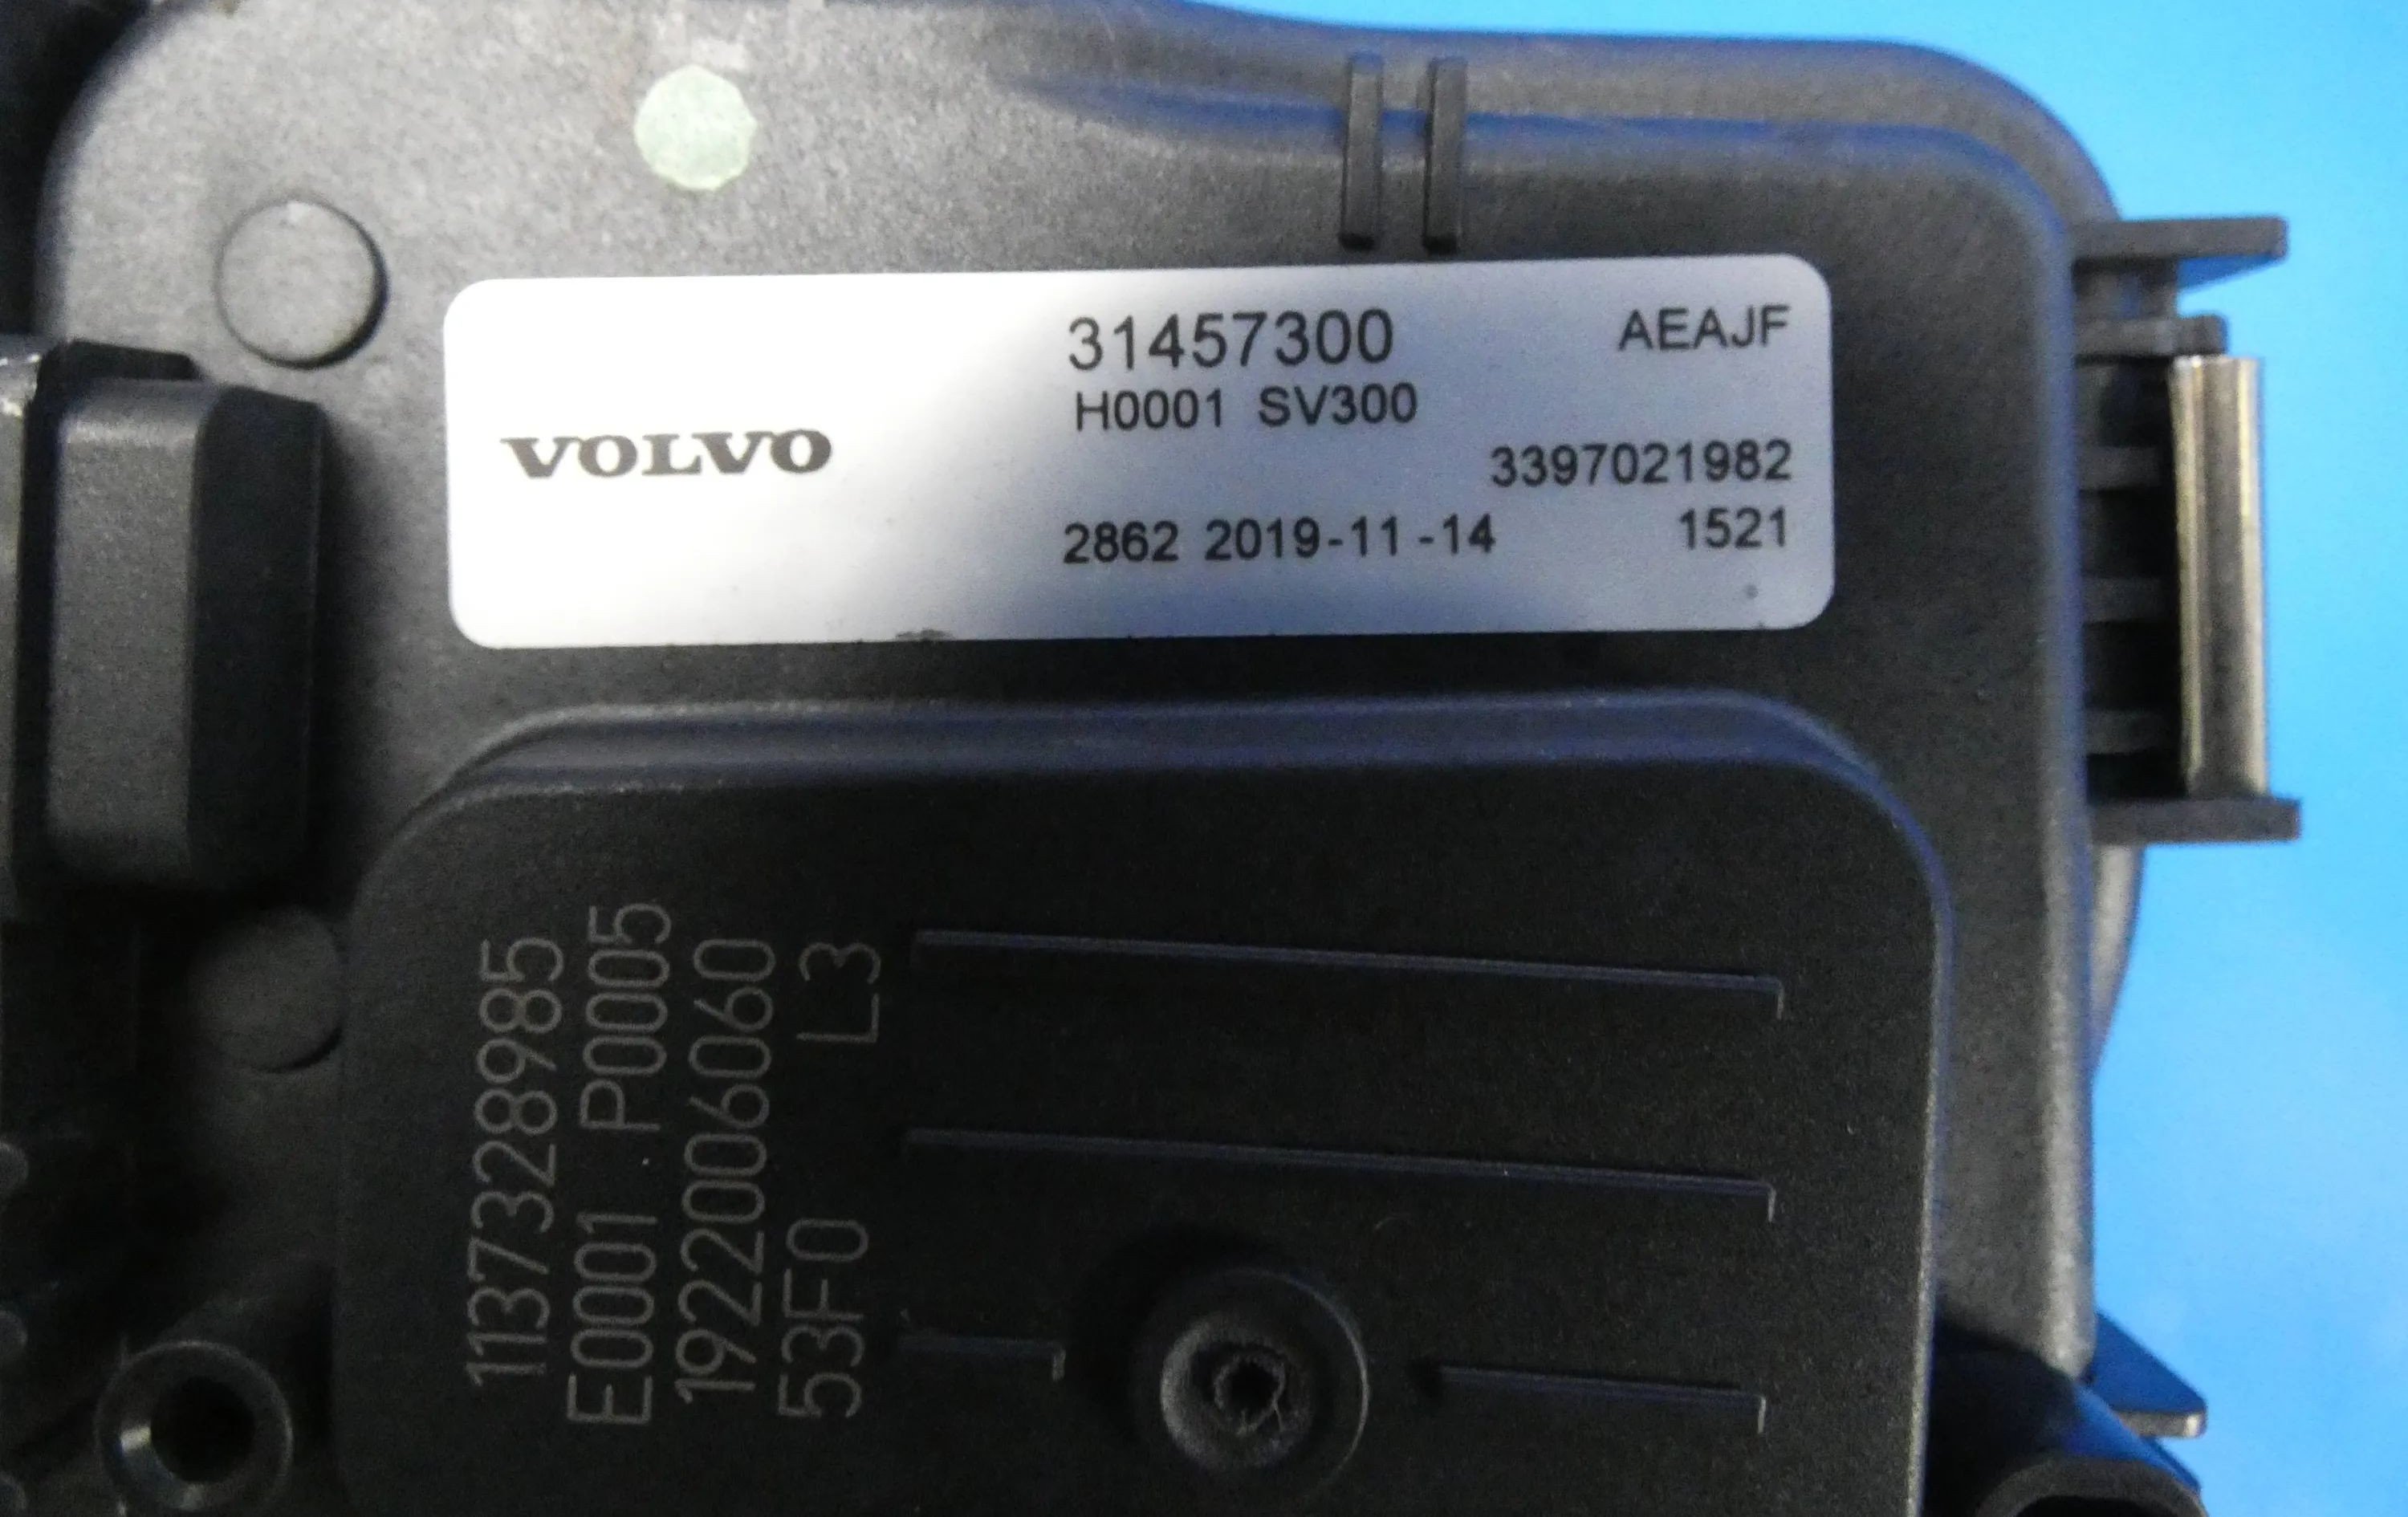 31457300 AEAJF
H0001 SV300
VOLVO
3397021982
2862 2019-11-14 1521
1137328985
E0001 P0005
1922006060
53F0 L3